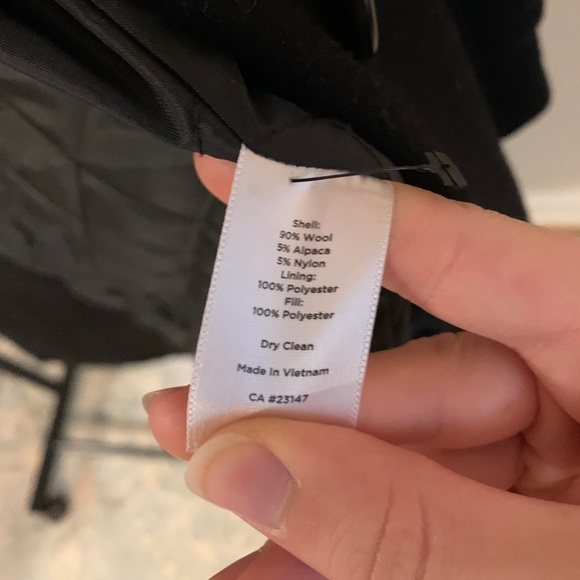 Shell:
90% Wool
5% Alpaca
5% Nylon
Lining:
100% Polyester
Fill:
100% Polyester
Dry Clean
Made In Vietnam
CA #23147